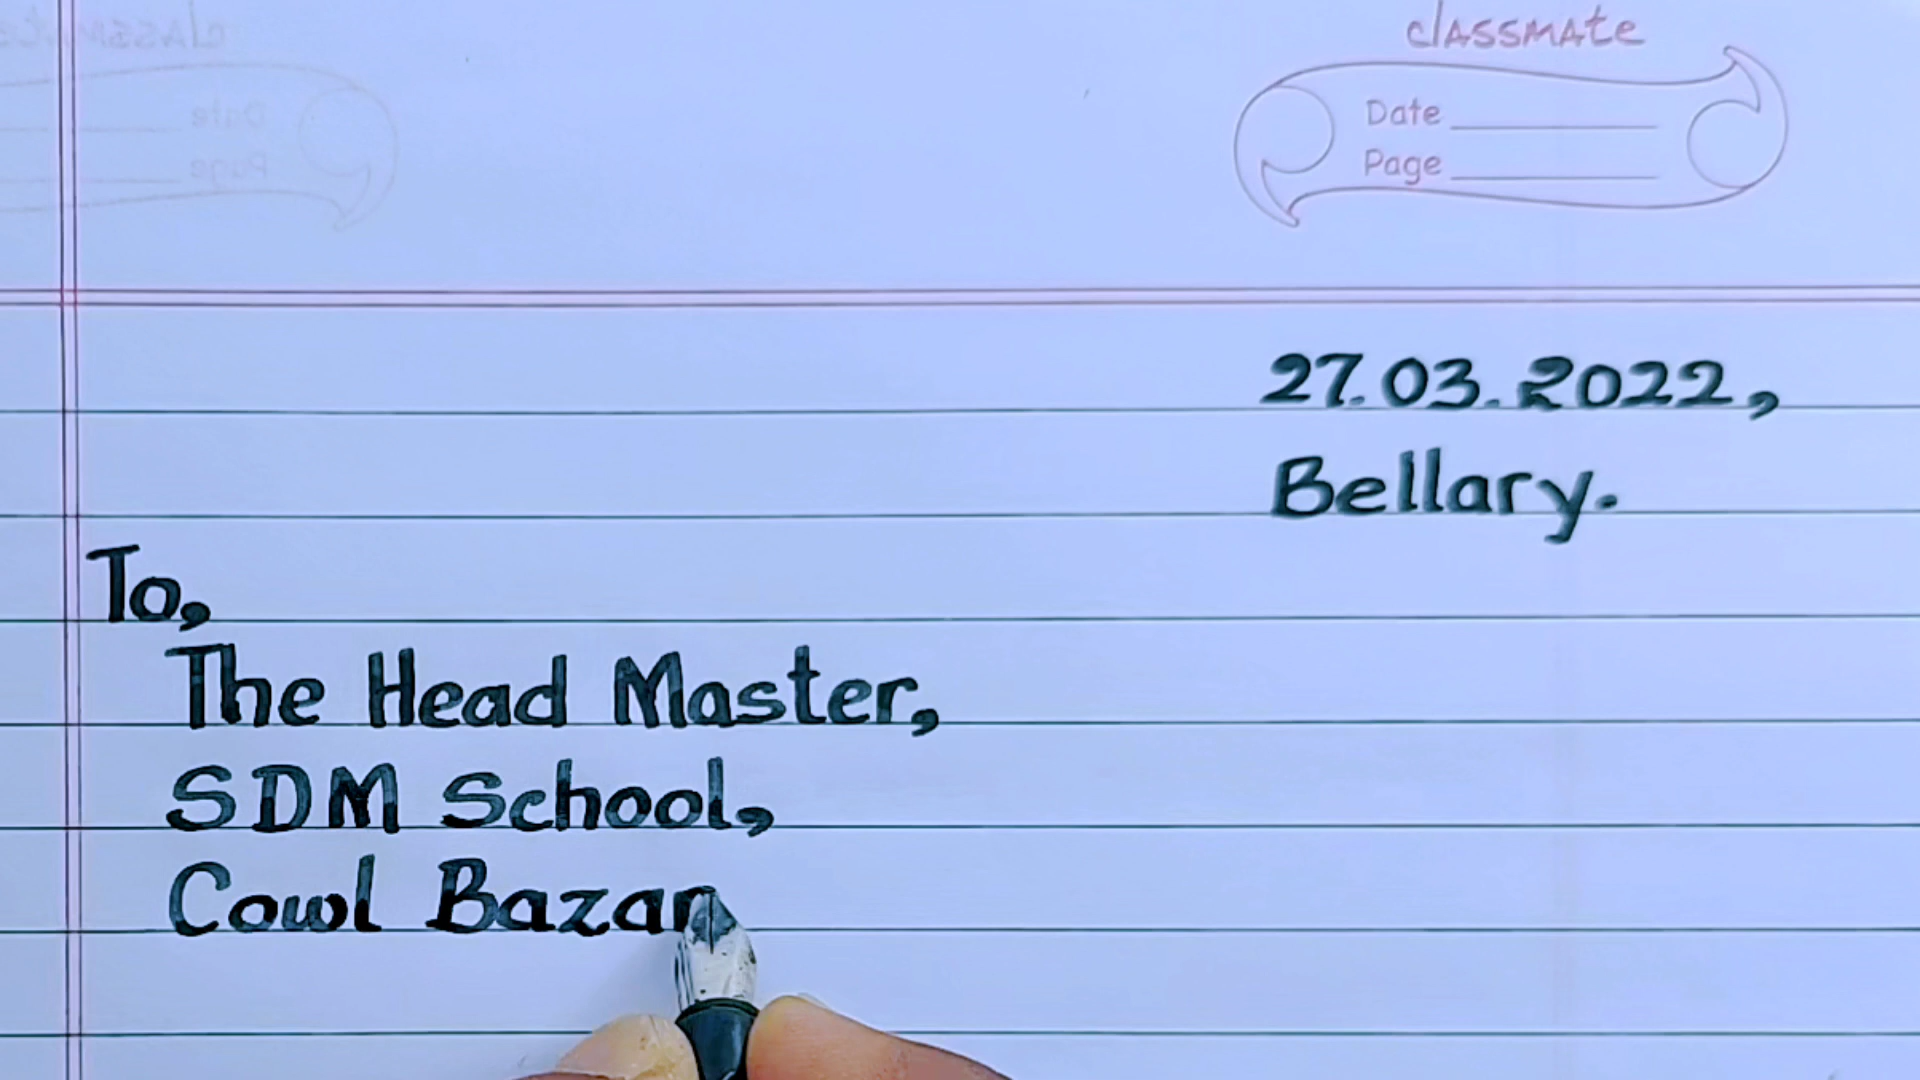 classmate
Date
Page
27.03.2022,
Bellary.
To,
The Head Master,
SDM School,
Cowl Bazar